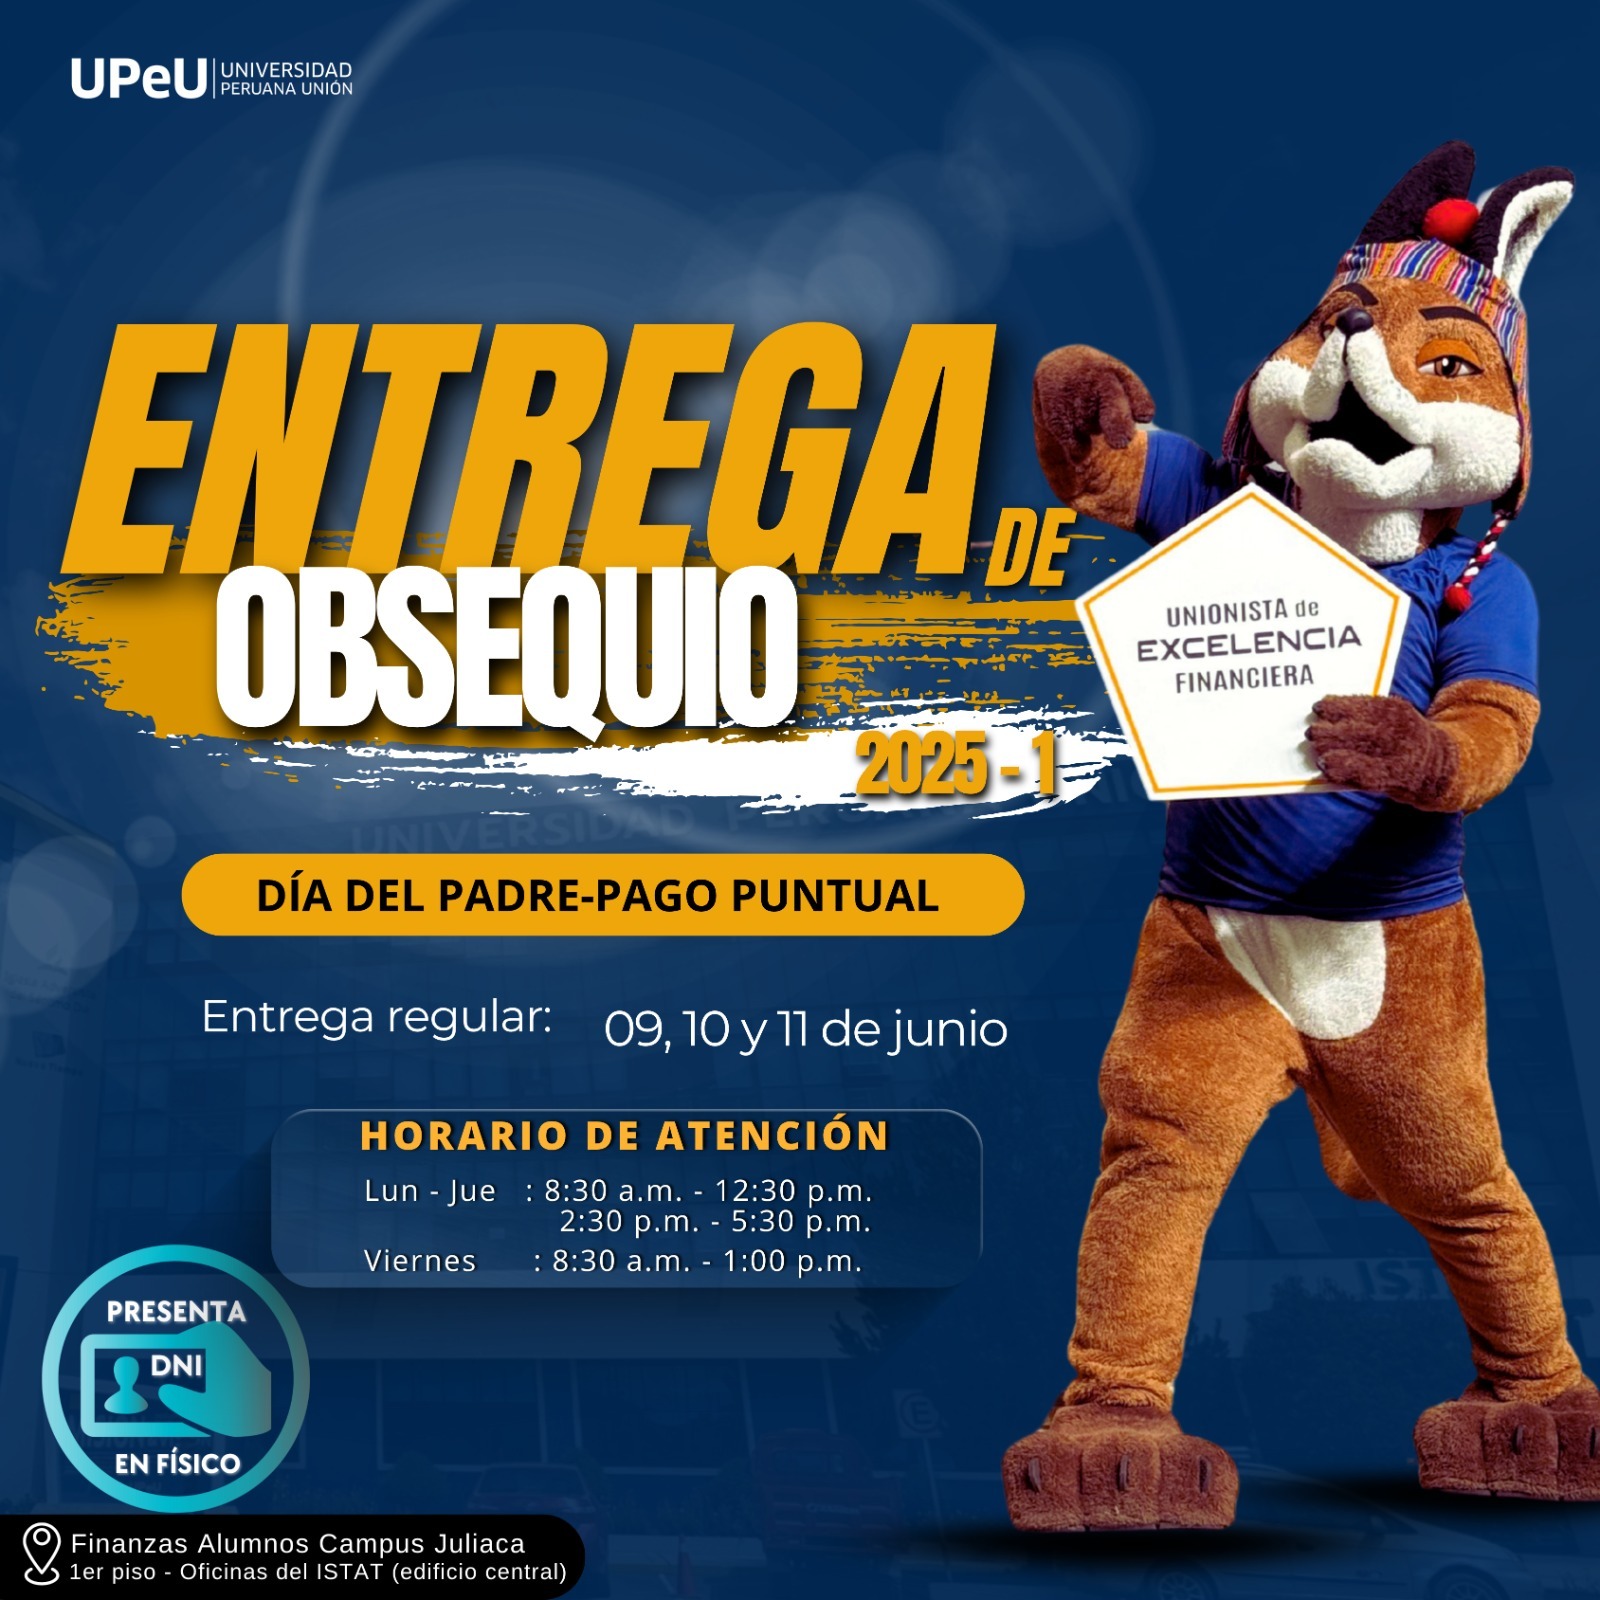 UPeU UNIVERSIDAD
PERUANA UNIÓN
ENTREGA DE
OBSEQUIO
2025 - 1
UNIONISTA de
EXCELENCIA
FINANCIERA
UNIVERSIDAD PERUANA UNIÓN
DÍA DEL PADRE-PAGO PUNTUAL
Entrega regular: 09, 10 y 11 de junio
HORARIO DE ATENCIÓN
Lun - Jue : 8:30 a.m. - 12:30 p.m.
2:30 p.m. - 5:30 p.m.
Viernes : 8:30 a.m. - 1:00 p.m.
PRESENTA
DNI
EN FÍSICO
Finanzas Alumnos Campus Juliaca
1er piso - Oficinas del ISTAT (edificio central)